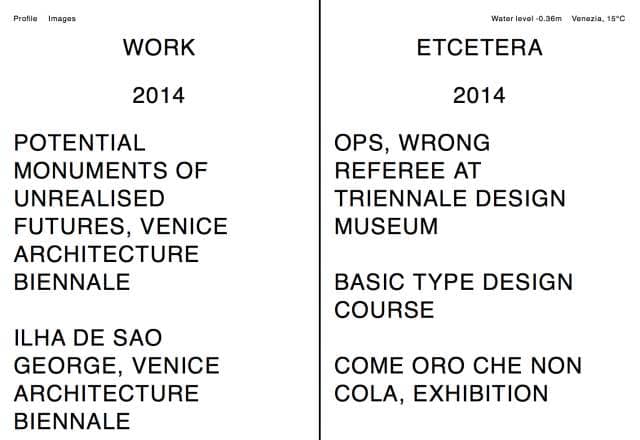 Profile Images
Water level -0.36m Venezia, 15°C
WORK
2014
POTENTIAL
MONUMENTS OF
UNREALISED
FUTURES, VENICE
ARCHITECTURE
BIENNALE
ILHA DE SAO
GEORGE, VENICE
ARCHITECTURE
BIENNALE
ETCETERA
2014
OPS, WRONG
REFEREE AT
TRIENNALE DESIGN
MUSEUM
BASIC TYPE DESIGN
COURSE
COME ORO CHE NON
COLA, EXHIBITION